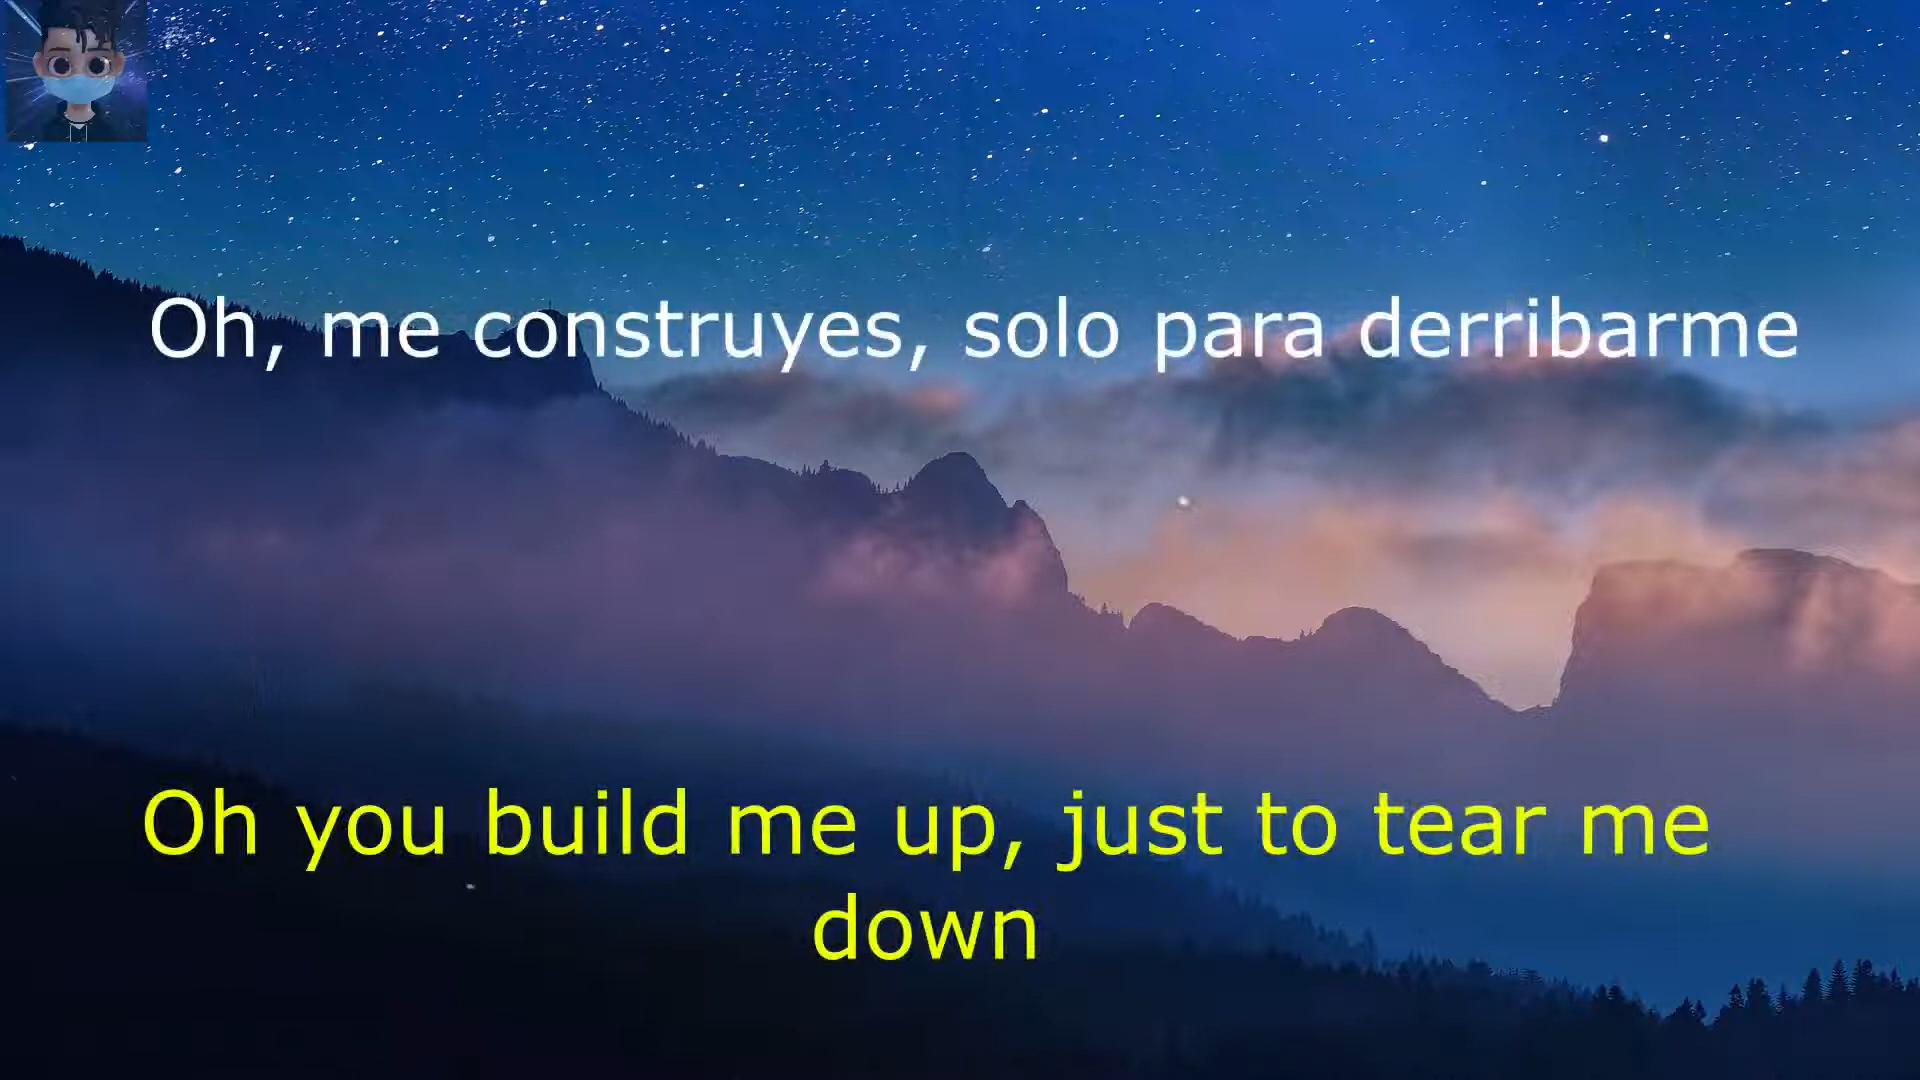 Oh, me construyes, solo para derribarme
Oh you build me up, just to tear me
down